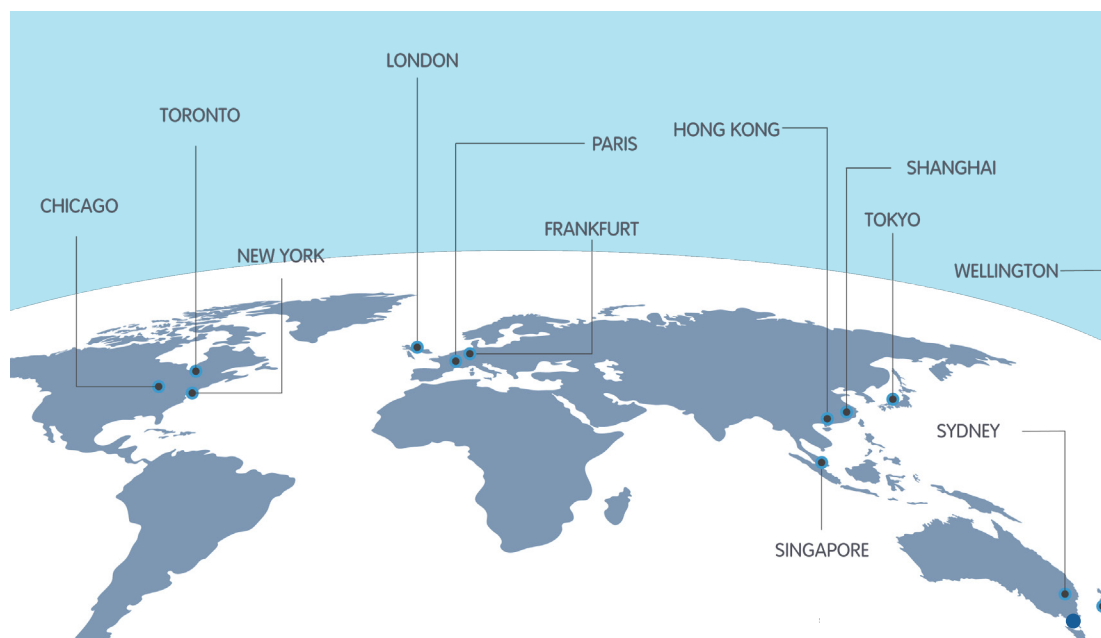 LONDON
TORONTO
HONG KONG
PARIS
SHANGHAI
CHICAGO
TOKYO
FRANKFURT
NEW YORK
WELLINGTON
SYDNEY
SINGAPORE